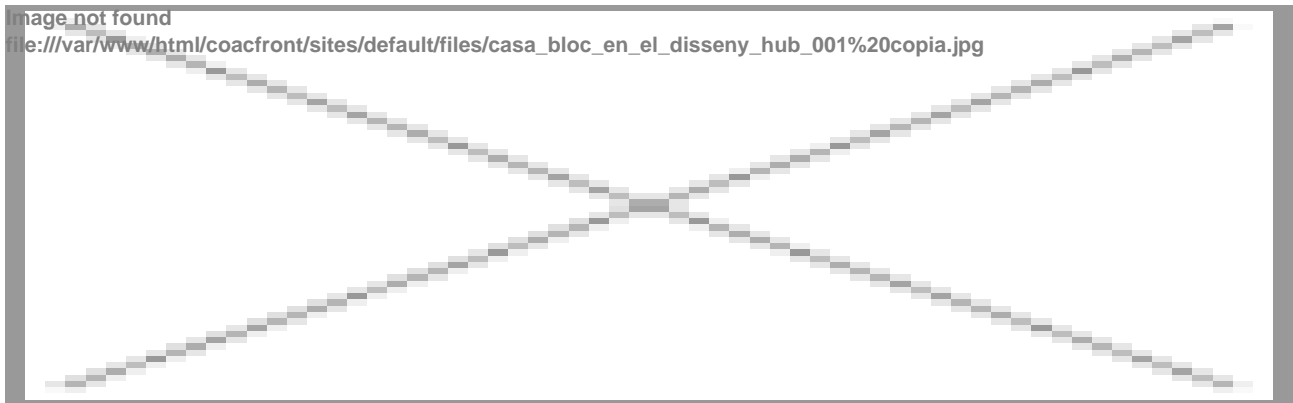 Image not found
file:///var/www/html/coacfront/sites/default/files/casa_bloc_en_el_disseny_hub_001%20copia.jpg